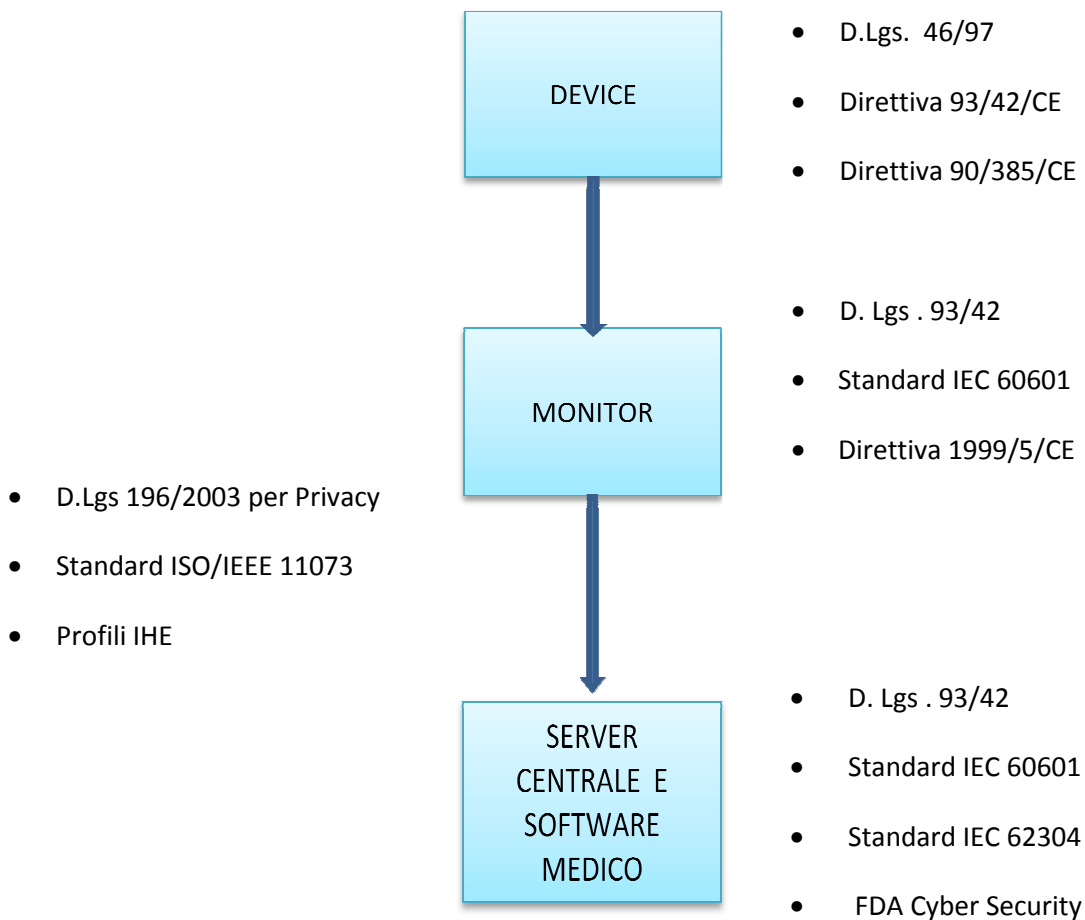 DEVICE
• D.Lgs. 46/97
• Direttiva 93/42/CE
• Direttiva 90/385/CE
MONITOR
• D. Lgs . 93/42
• Standard IEC 60601
• Direttiva 1999/5/CE
• D.Lgs 196/2003 per Privacy
• Standard ISO/IEEE 11073
• Profili IHE
SERVER
CENTRALE E
SOFTWARE
MEDICO
• D. Lgs . 93/42
• Standard IEC 60601
• Standard IEC 62304
• FDA Cyber Security